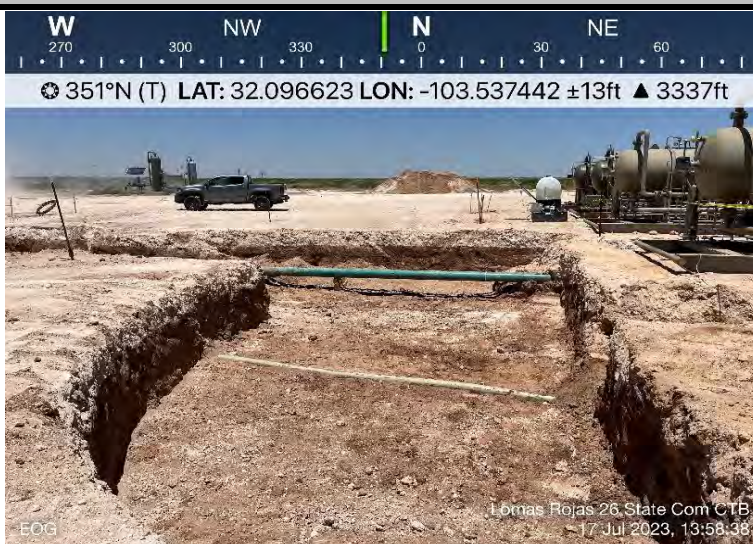 W NW N NE
270 300 330 0 30 60
351°N (T) LAT: 32.096623 LON: -103.537442 ±13ft ▲ 3337ft
Lomas Rojas 26 State Com CTB
EOG 17 Jul 2023, 13:58:38